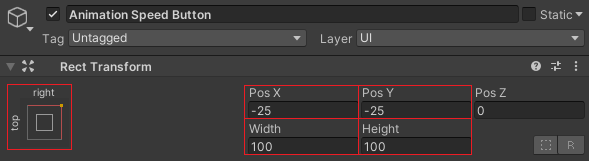 Animation Speed Button Static
Tag Untagged Layer UI
Rect Transform
right
top
Pos X Pos Y Pos Z
-25 -25 0
Width Height
100 100
R